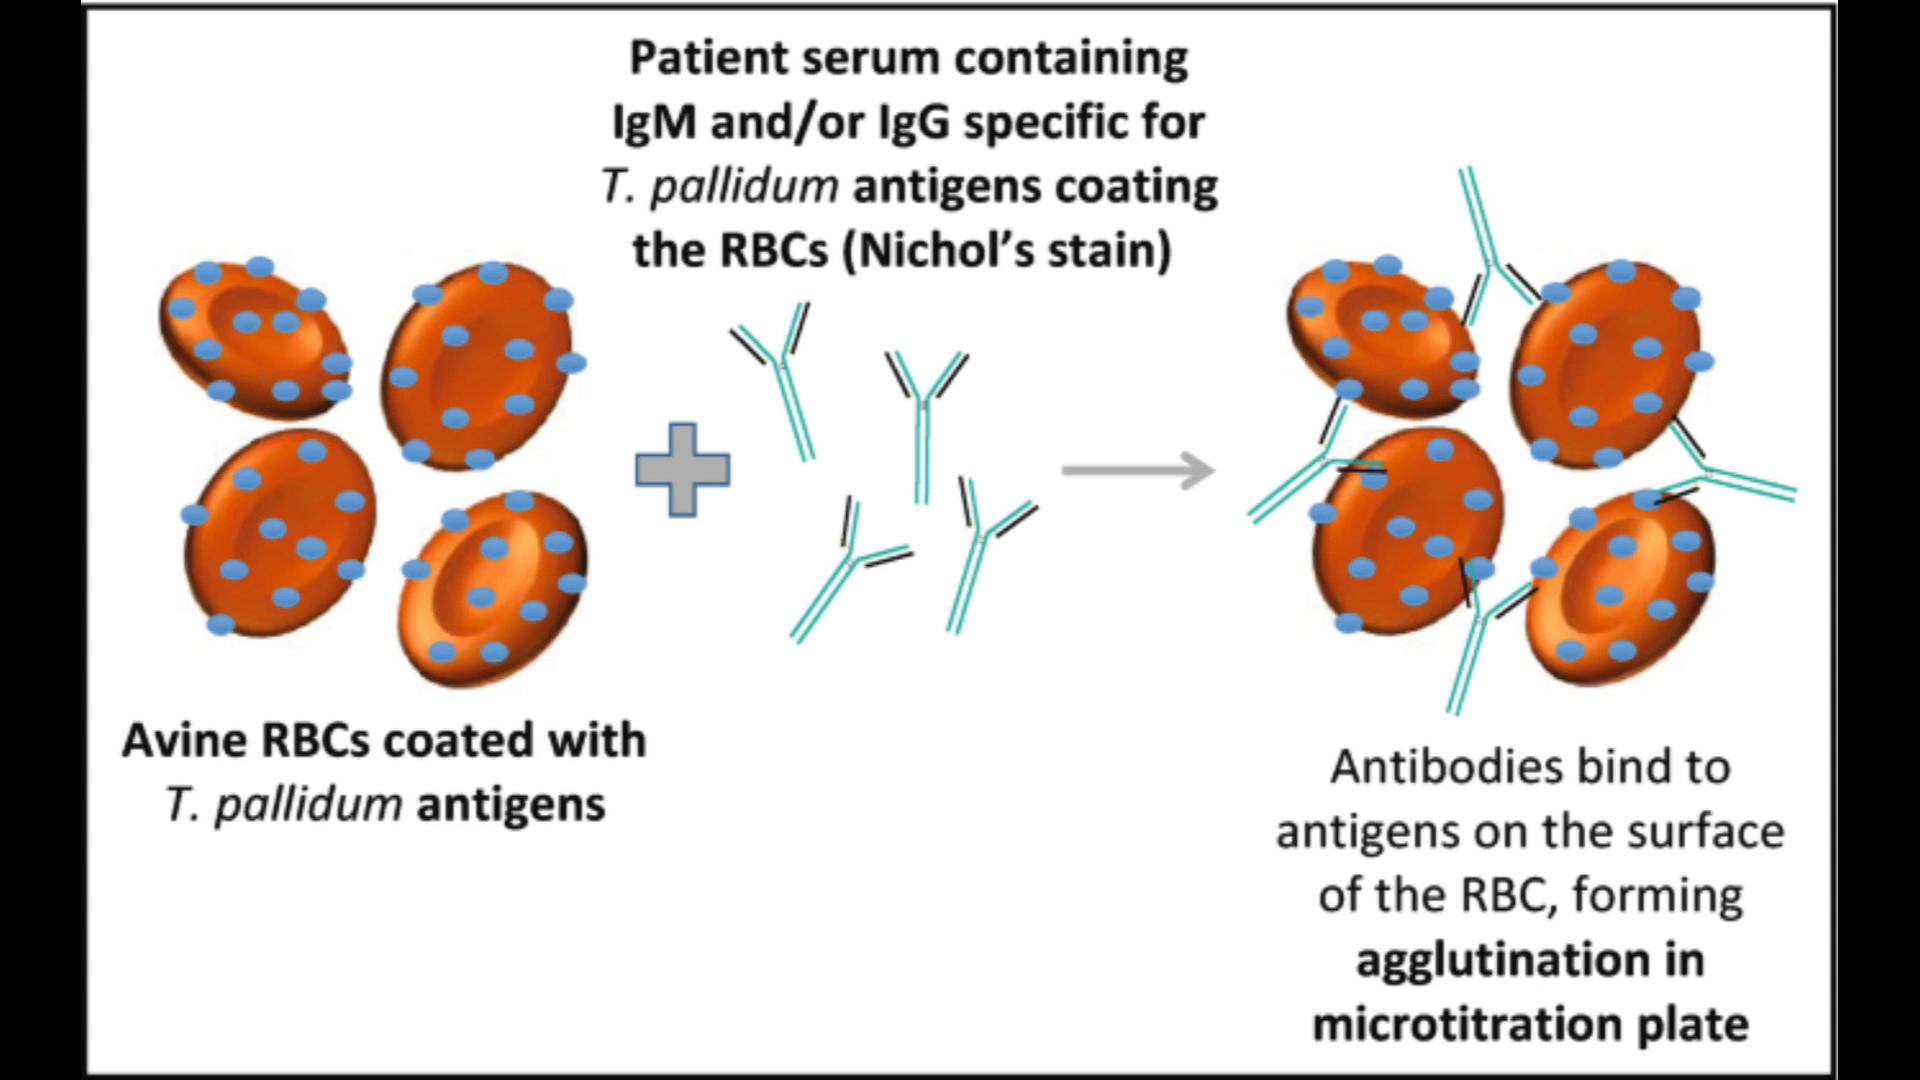 Patient serum containing
IgM and/or IgG specific for
T. pallidum antigens coating
the RBCs (Nichol’s stain)
Avine RBCs coated with
T. pallidum antigens
Antibodies bind to
antigens on the surface
of the RBC, forming
agglutination in
microtitration plate